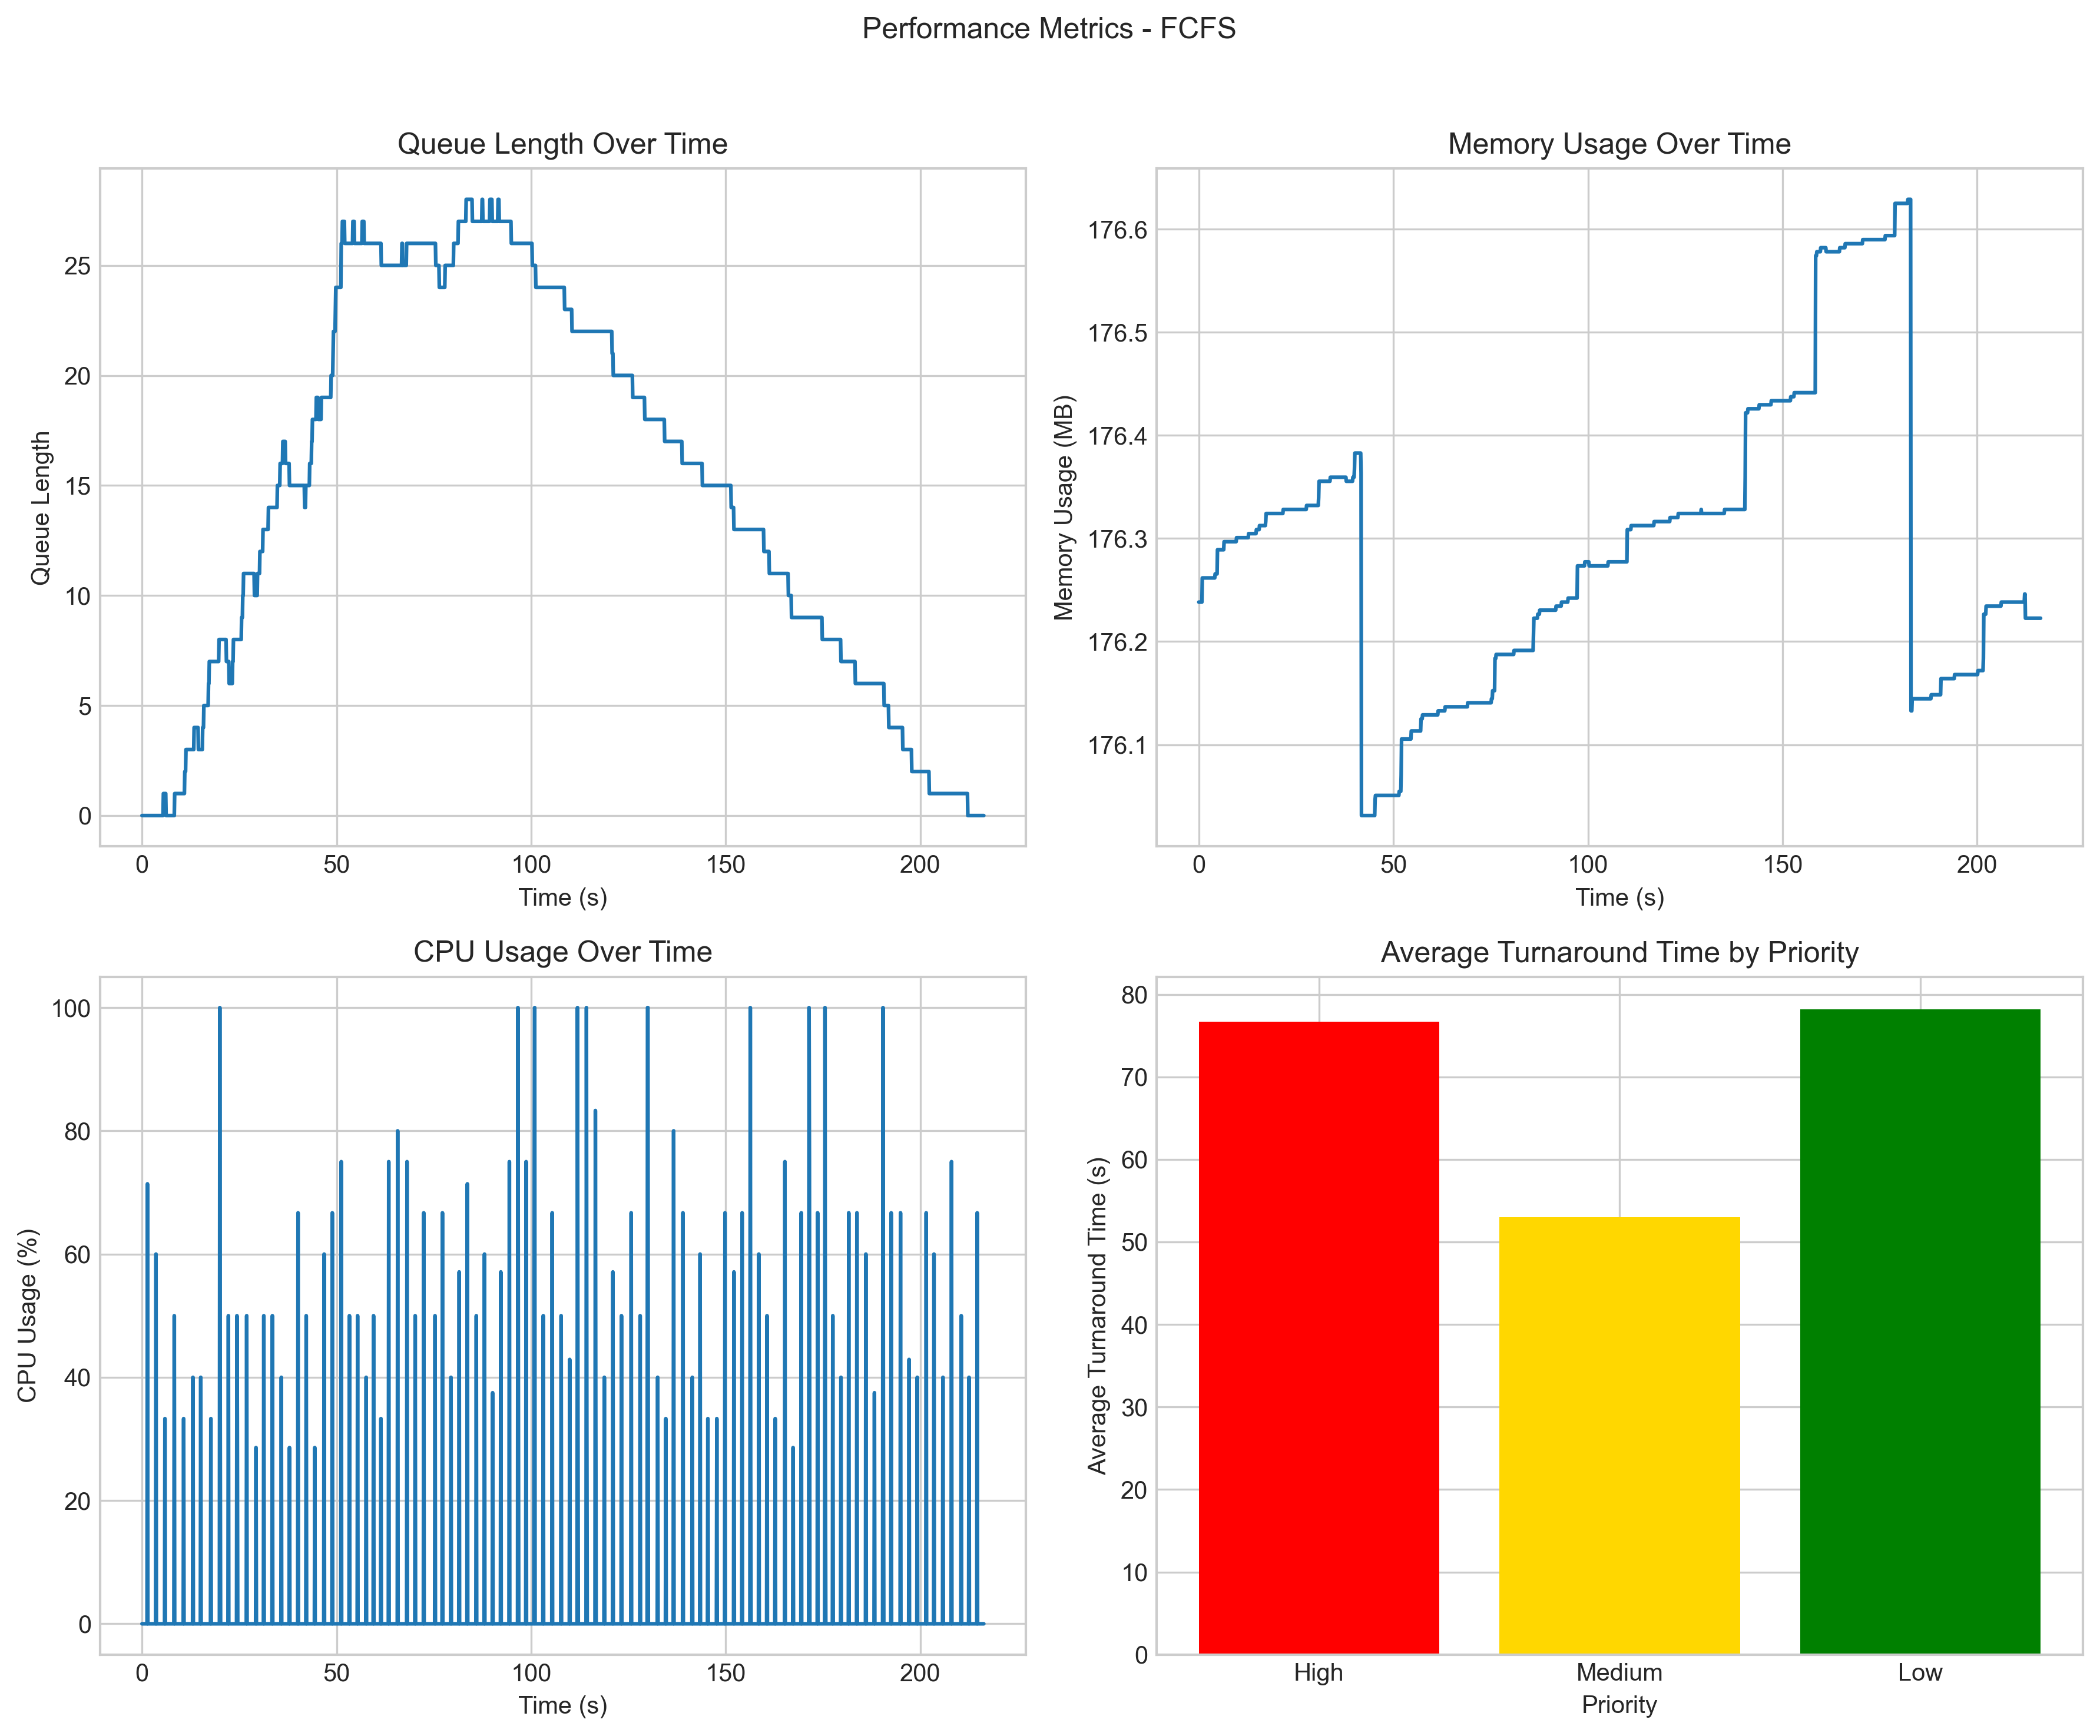 Performance Metrics - FCFS
Queue Length Over Time
Queue Length
25
20
15
10
5
0
0 50 100 150 200
Time (s)
Memory Usage Over Time
Memory Usage (MB)
176.6
176.5
176.4
176.3
176.2
176.1
0 50 100 150 200
Time (s)
CPU Usage Over Time
CPU Usage (%)
100
80
60
40
20
0
0 50 100 150 200
Time (s)
Average Turnaround Time by Priority
Average Turnaround Time (s)
80
70
60
50
40
30
20
10
0
High Medium Low
Priority